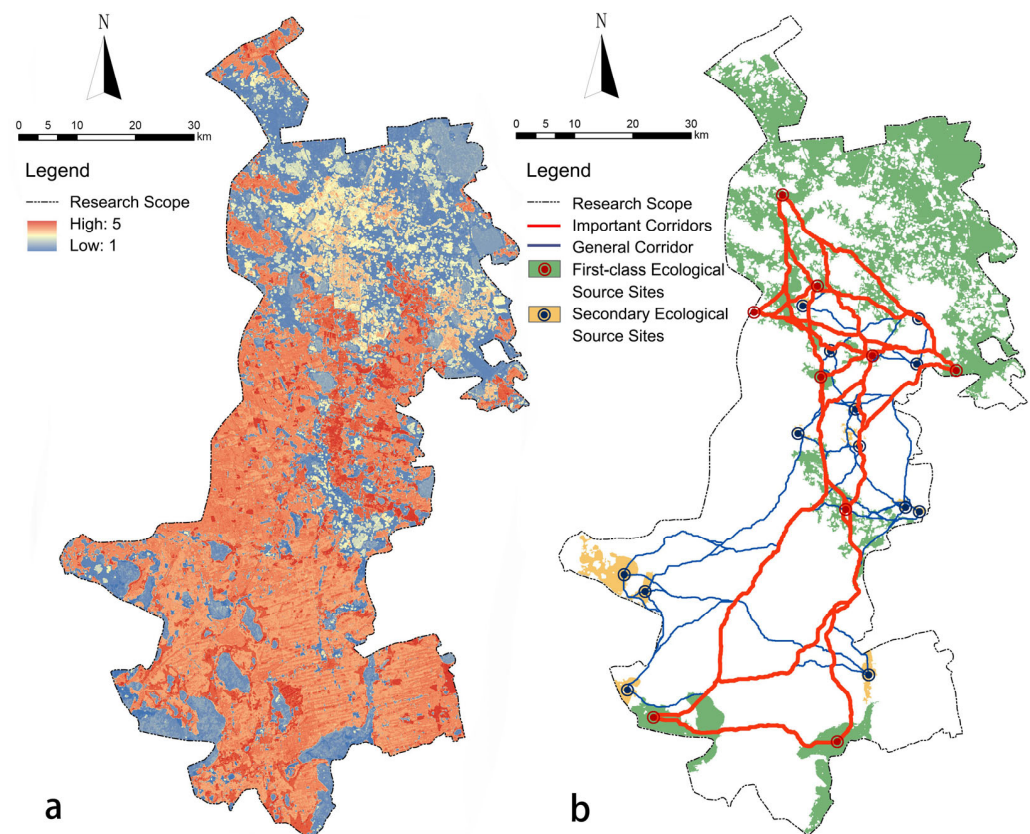 N
0 5 10 20 30
km
Legend
Research Scope
High: 5
Low: 1
a
N
0 5 10 20 30
km
Legend
Research Scope
Important Corridors
General Corridor
First-class Ecological
Source Sites
Secondary Ecological
Source Sites
b